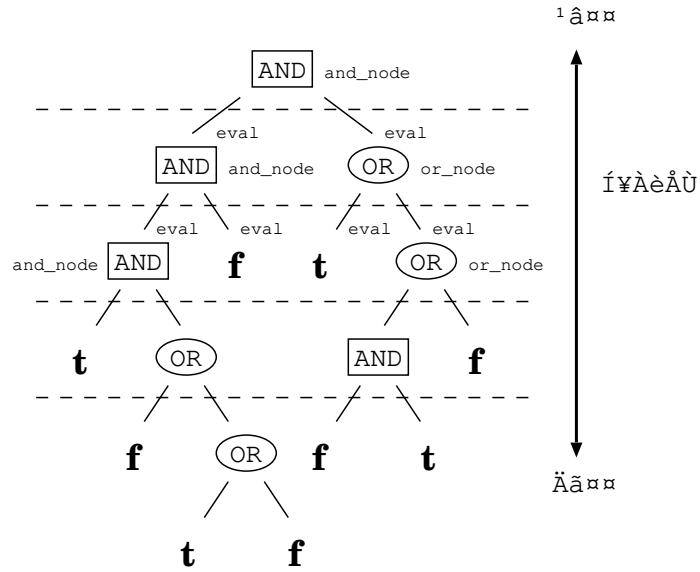 ¹â¤¤
AND and_node
eval eval
AND and_node OR or_node
Í¥ÀèÅÙ
eval eval eval eval
and_node AND f t OR or_node
t OR AND f
f OR f t
Äã¤¤
t f